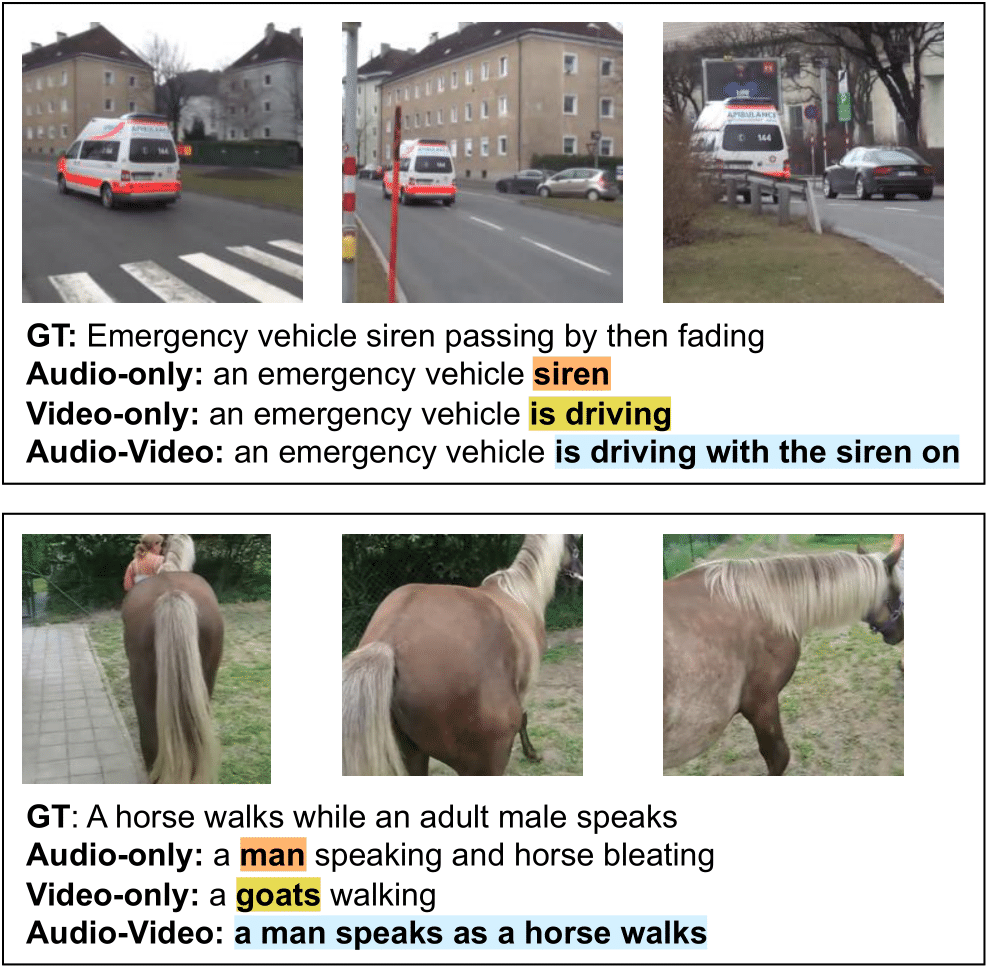 AMBULANCE
144
144
AMBULANCE
144
GT: Emergency vehicle siren passing by then fading
Audio-only: an emergency vehicle siren
Video-only: an emergency vehicle is driving
Audio-Video: an emergency vehicle is driving with the siren on
GT: A horse walks while an adult male speaks
Audio-only: a man speaking and horse bleating
Video-only: a goats walking
Audio-Video: a man speaks as a horse walks